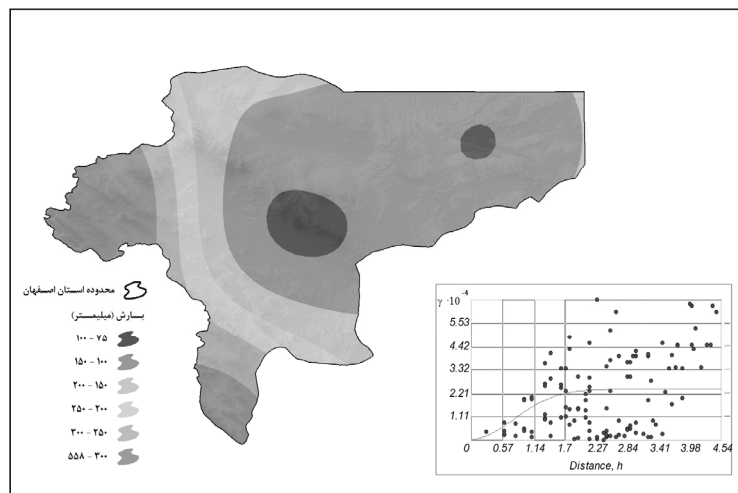 محدوده استان اصفهان
بارش (میلیمتر)
۷۵ - ۱۰۰
۱۰۰ - ۱۵۰
۱۵۰ - ۲۰۰
۲۰۰ - ۲۵۰
۲۵۰ - ۳۰۰
۳۰۰ - ۵۵۸
γ ·10⁻⁴
5.53
4.42
3.32
2.21
1.11
0 0.57 1.14 1.7 2.27 2.84 3.41 3.98 4.54
Distance, h